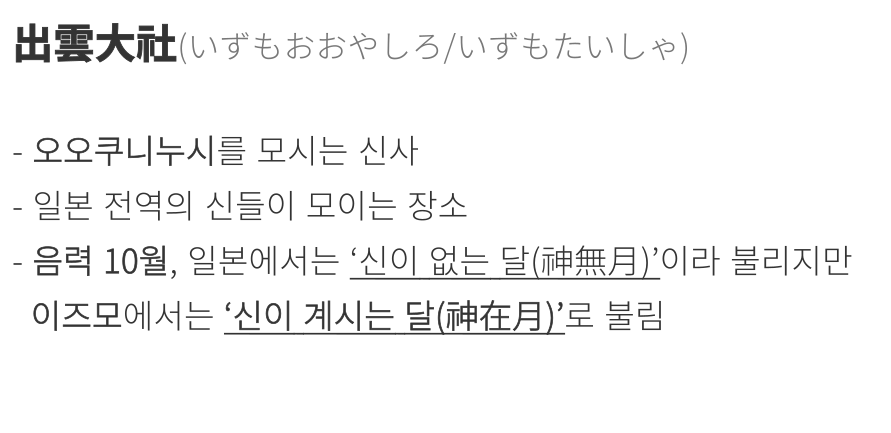 出雲大社(いずもおおやしろ/いずもたいしゃ)
- 오오쿠니누시를 모시는 신사
- 일본 전역의 신들이 모이는 장소
- 음력 10월, 일본에서는 ‘신이 없는 달(神無月)’이라 불리지만
이즈모에서는 ‘신이 계시는 달(神在月)’로 불림